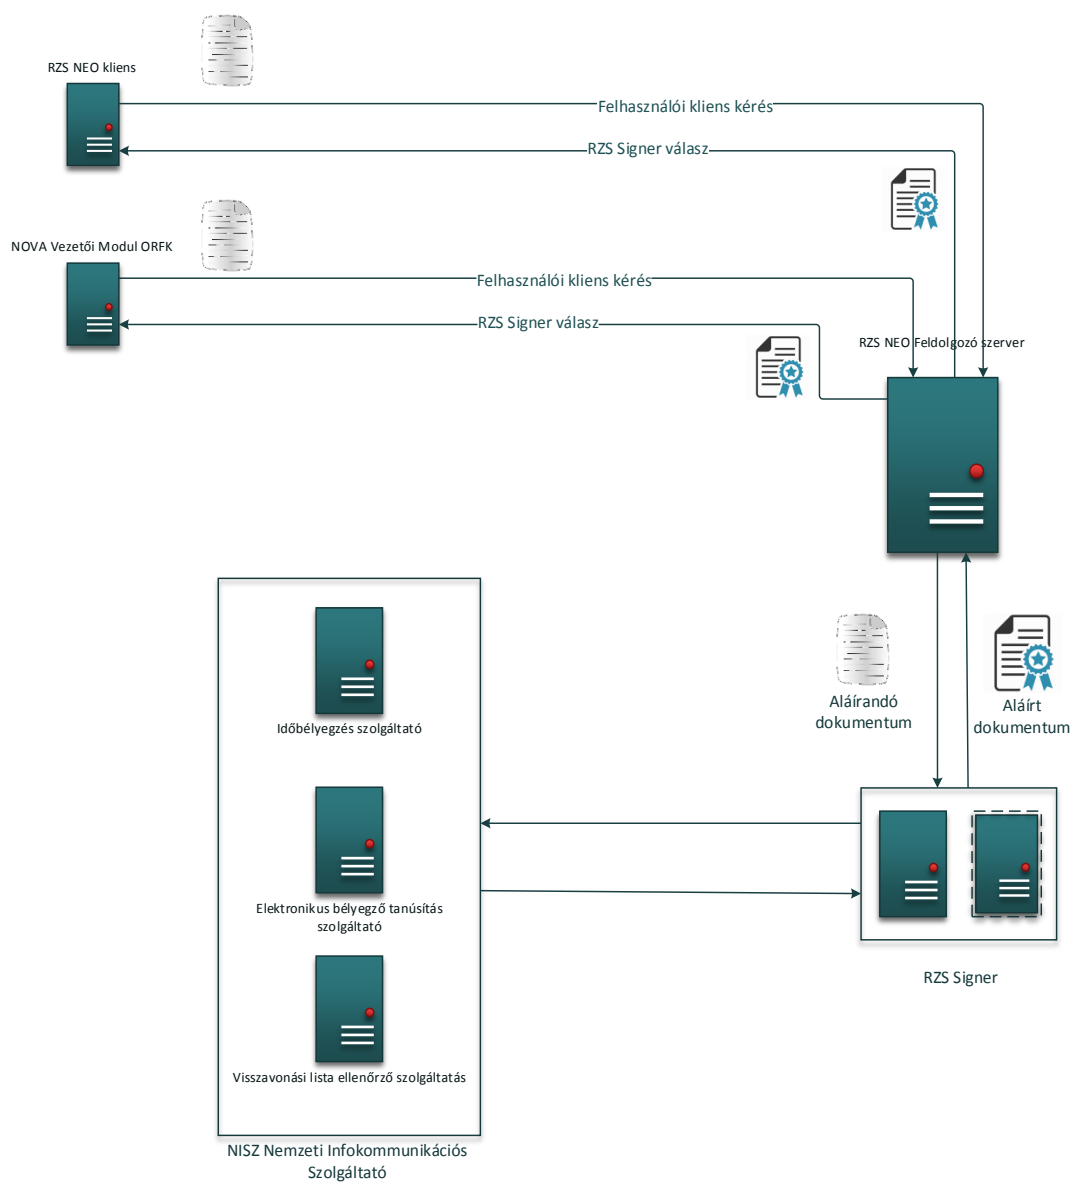 RZS NEO kliens
Felhasználói kliens kérés
RZS Signer válasz
NOVA Vezetői Modul ORFK
Felhasználói kliens kérés
RZS Signer válasz
RZS NEO Feldolgozó szerver
Aláírandó
dokumentum
Aláírt
dokumentum
Időbélyegzés szolgáltató
Elektronikus bélyegző tanúsítás
szolgáltató
RZS Signer
Visszavonási lista ellenőrző szolgáltatás
NISZ Nemzeti Infokommunikációs
Szolgáltató